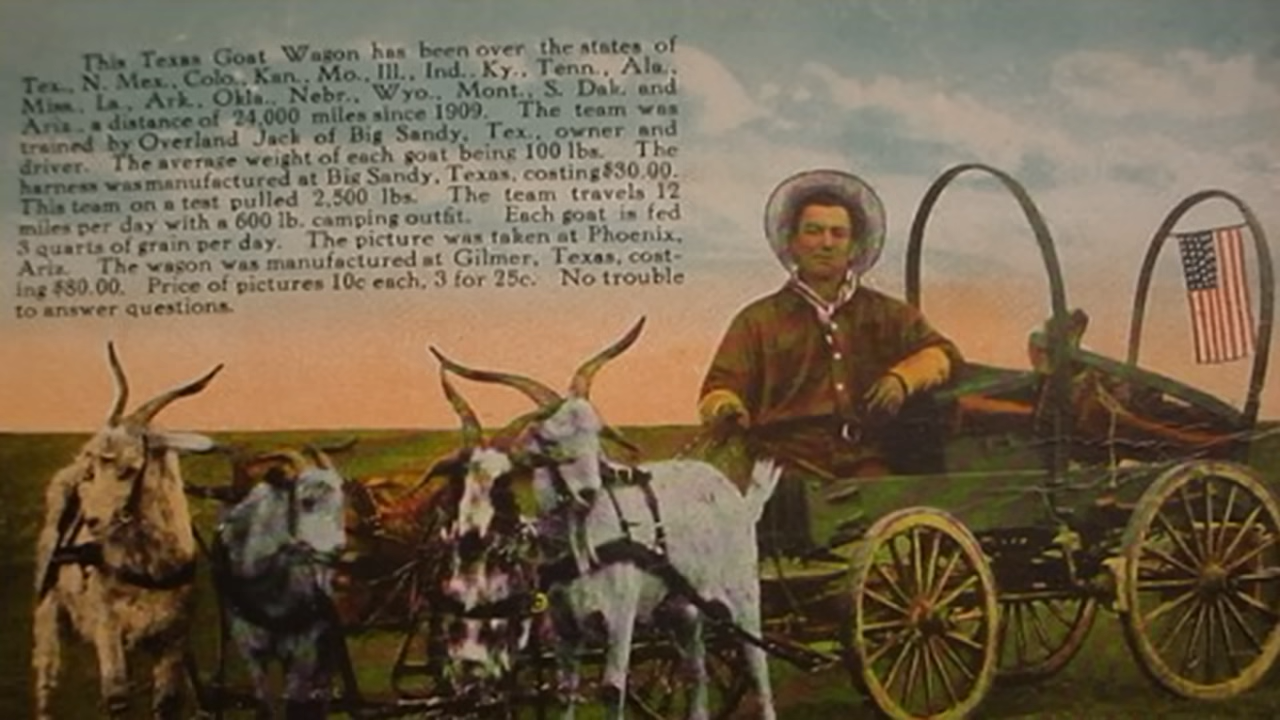 This Texas Goat Wagon has been over the states of
Tex., N. Mex., Colo., Kan., Mo., Ill., Ind., Ky., Tenn., Ala.,
Miss., La., Ark., Okla., Nebr., Wyo., Mont., S. Dak. and
Ariz., a distance of 24,000 miles since 1909. The team was
trained by Overland Jack of Big Sandy, Tex., owner and
driver. The average weight of each goat being 100 lbs. The
harness was manufactured at Big Sandy, Texas, costing $30.00.
This team on a test pulled 2,500 lbs. The team travels 12
miles per day with a 600 lb. camping outfit. Each goat is fed
3 quarts of grain per day. The picture was taken at Phoenix,
Ariz. The wagon was manufactured at Gilmer, Texas, cost-
ing $80.00. Price of pictures 10c each, 3 for 25c. No trouble
to answer questions.